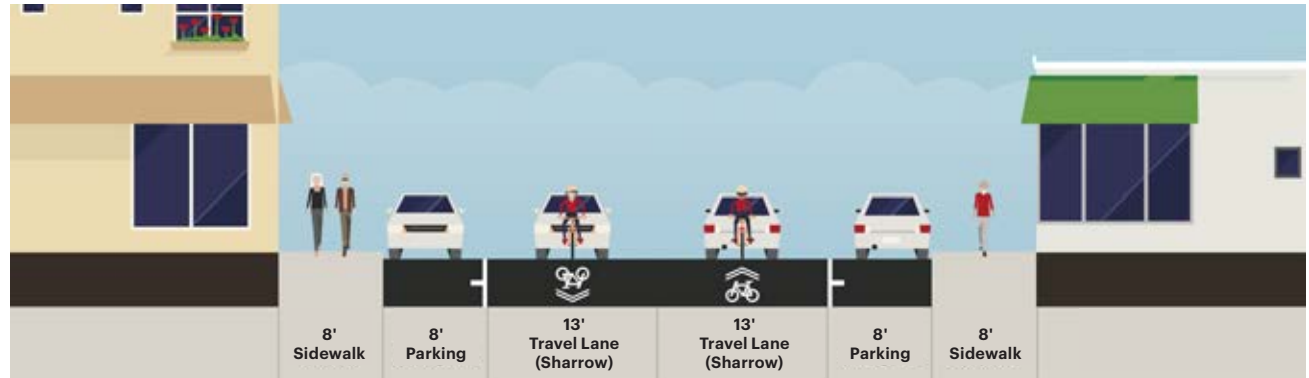 8'
Sidewalk
8'
Parking
13'
Travel Lane
(Sharrow)
13'
Travel Lane
(Sharrow)
8'
Parking
8'
Sidewalk